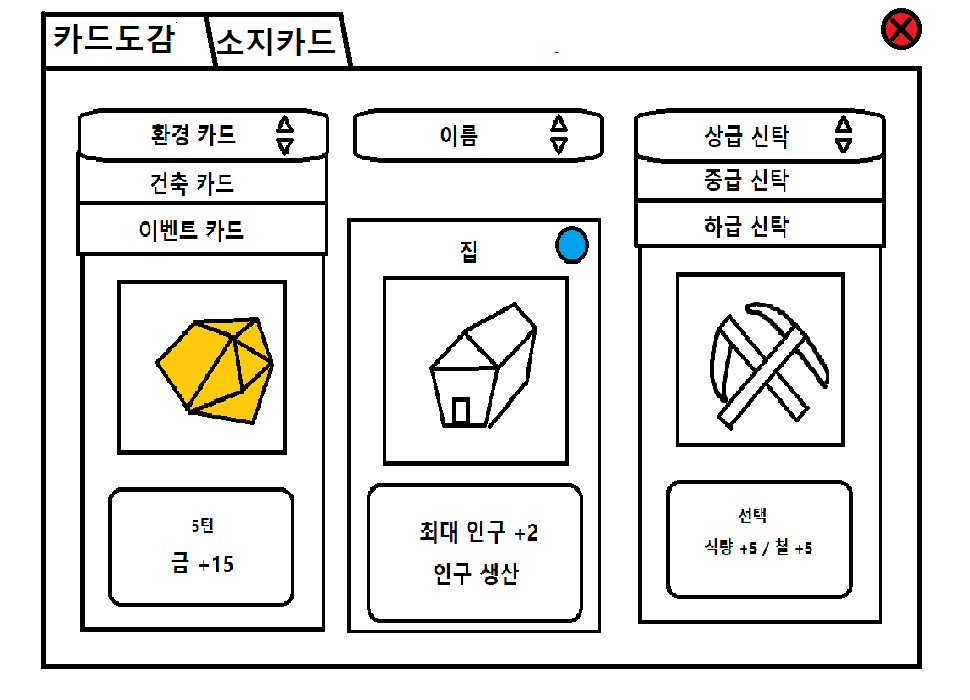 카드도감
소지카드
환경 카드
건축 카드
이벤트 카드
이름
상급 신탁
중급 신탁
하급 신탁
5턴
금 +15
집
최대 인구 +2
인구 생산
선택
식량 +5 / 철 +5